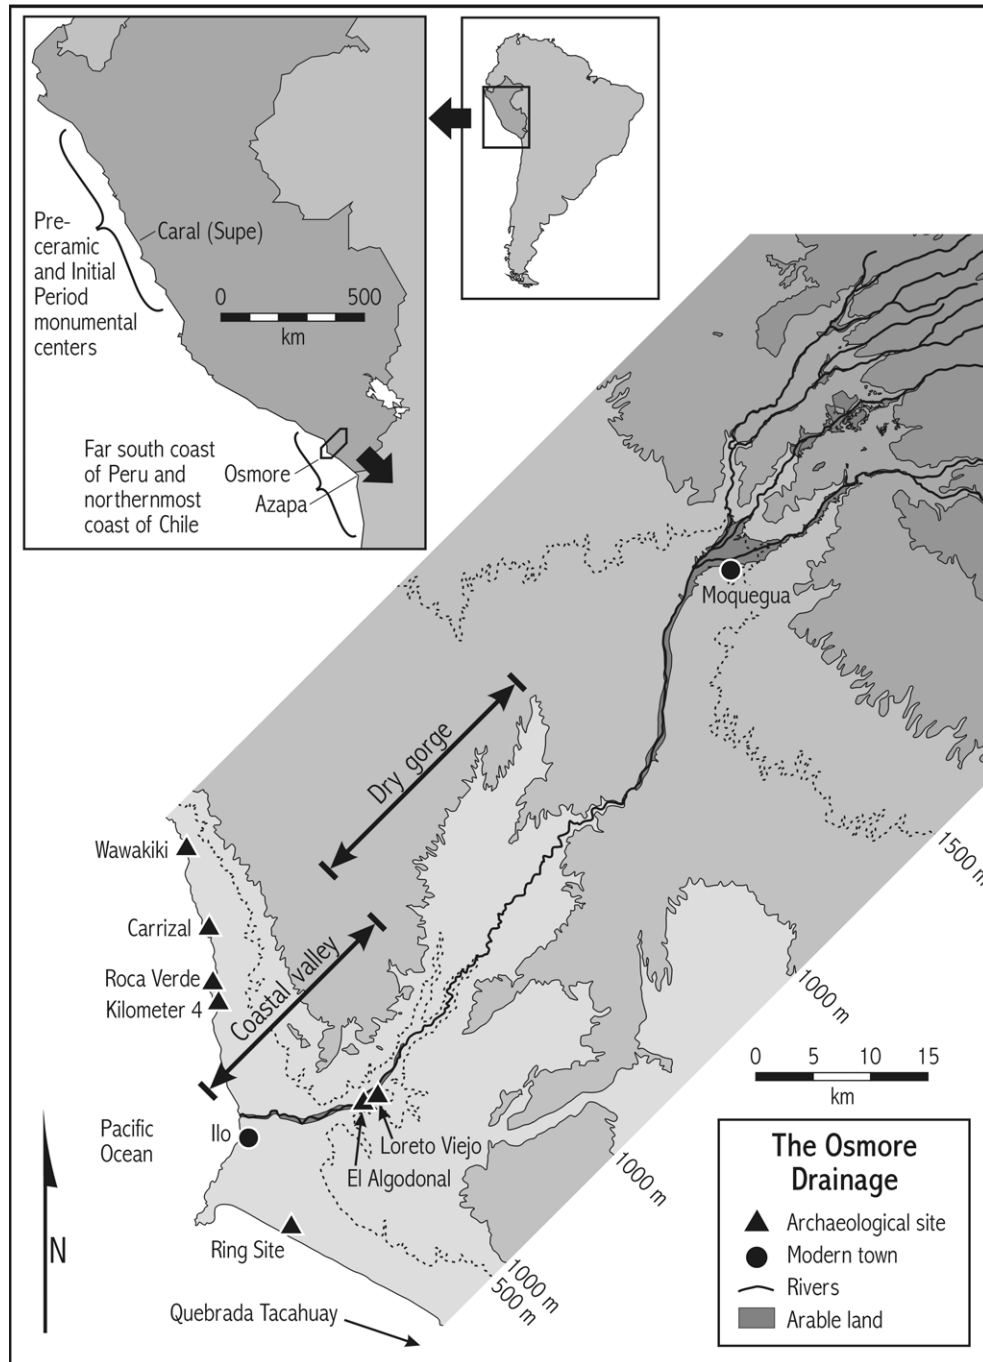 Pre-
ceramic
and Initial
Period
monumental
centers
Caral (Supe)
0 500
km
Far south coast
of Peru and
northernmost
coast of Chile
Osmore
Azapa
Moquegua
Dry gorge
Wawakiki
Carrizal
Roca Verde
Kilometer 4
Coastal valley
1500 m
1000 m
0 5 10 15
km
Pacific
Ocean
Ilo
Loreto Viejo
El Algodonal
1000 m
Ring Site
1000 m
500 m
Quebrada Tacahuay
N
The Osmore
Drainage
Archaeological site
Modern town
Rivers
Arable land